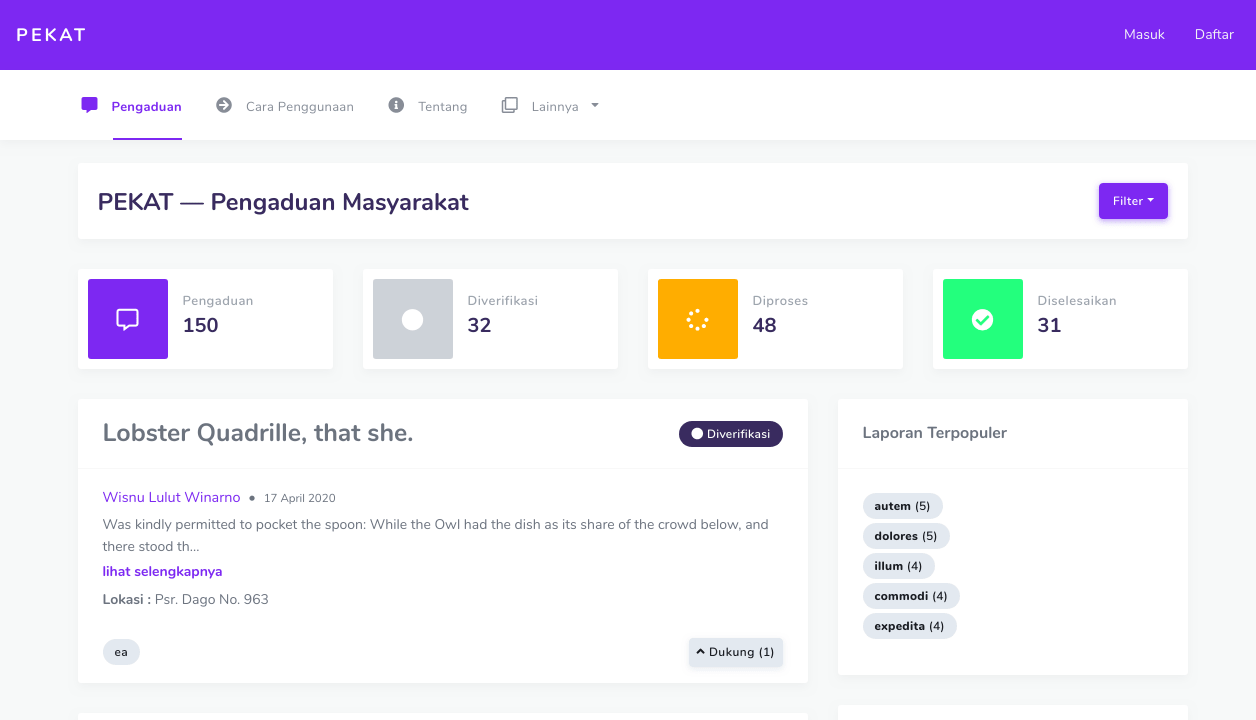 PEKAT
Masuk
Daftar
Pengaduan
Cara Penggunaan
Tentang
Lainnya
PEKAT — Pengaduan Masyarakat
Filter
Pengaduan
150
Diverifikasi
32
Diproses
48
Diselesaikan
31
Lobster Quadrille, that she.
Diverifikasi
Wisnu Lulut Winarno ● 17 April 2020
Was kindly permitted to pocket the spoon: While the Owl had the dish as its share of the crowd below, and
there stood th...
lihat selengkapnya
Lokasi : Psr. Dago No. 963
ea
Dukung (1)
Laporan Terpopuler
autem (5)
dolores (5)
illum (4)
commodi (4)
expedita (4)